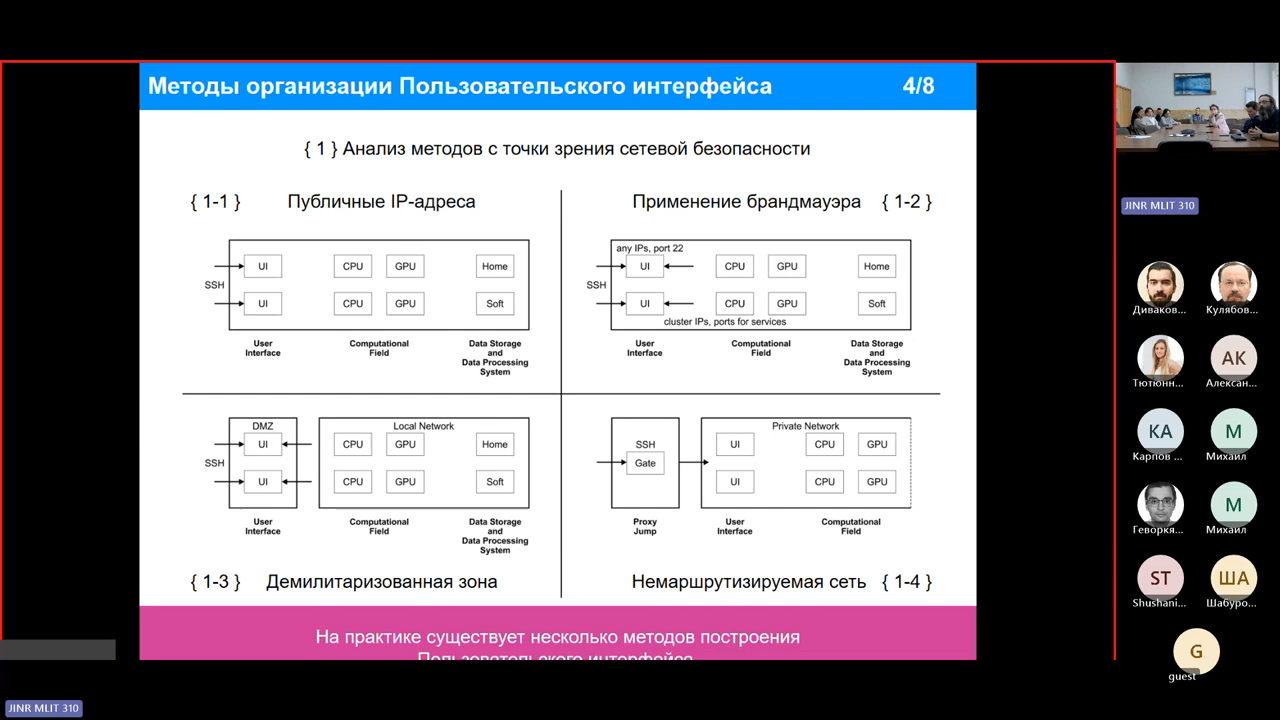 Методы организации Пользовательского интерфейса 4/8
{ 1 } Анализ методов с точки зрения сетевой безопасности
{ 1-1 } Публичные IP-адреса
SSH
UI CPU GPU Home
UI CPU GPU Soft
User
Interface
Computational
Field
Data Storage
and
Data Processing
System
Применение брандмауэра { 1-2 }
any IPs, port 22
SSH
UI CPU GPU Home
UI CPU GPU Soft
cluster IPs, ports for services
User
Interface
Computational
Field
Data Storage
and
Data Processing
System
DMZ
Local Network
SSH
UI CPU GPU Home
UI CPU GPU Soft
User
Interface
Computational
Field
Data Storage
and
Data Processing
System
{ 1-3 } Демилитаризованная зона
SSH
Gate
Private Network
UI CPU GPU
UI CPU GPU
Proxy
Jump
User
Interface
Computational
Field
Немаршрутизируемая сеть { 1-4 }
На практике существует несколько методов построения
Пользовательского интерфейса
JINR MLIT 310
JINR MLIT 310
Диваков...
Кулябов...
Тютюнн...
АК
Алексан...
КА
Карпов ...
М
Михаил
Геворкя...
М
Михаил
ST
Shushani...
ША
Шабуро...
G
guest